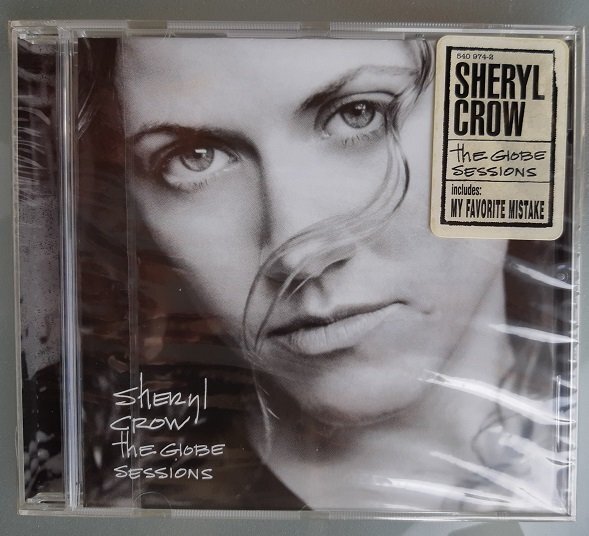 540 974-2
SHERYL
CROW
the GLOBE
SESSIONS
includes:
MY FAVORITE MISTAKE
sheryl
crow
the GLOBE
SESSIONS